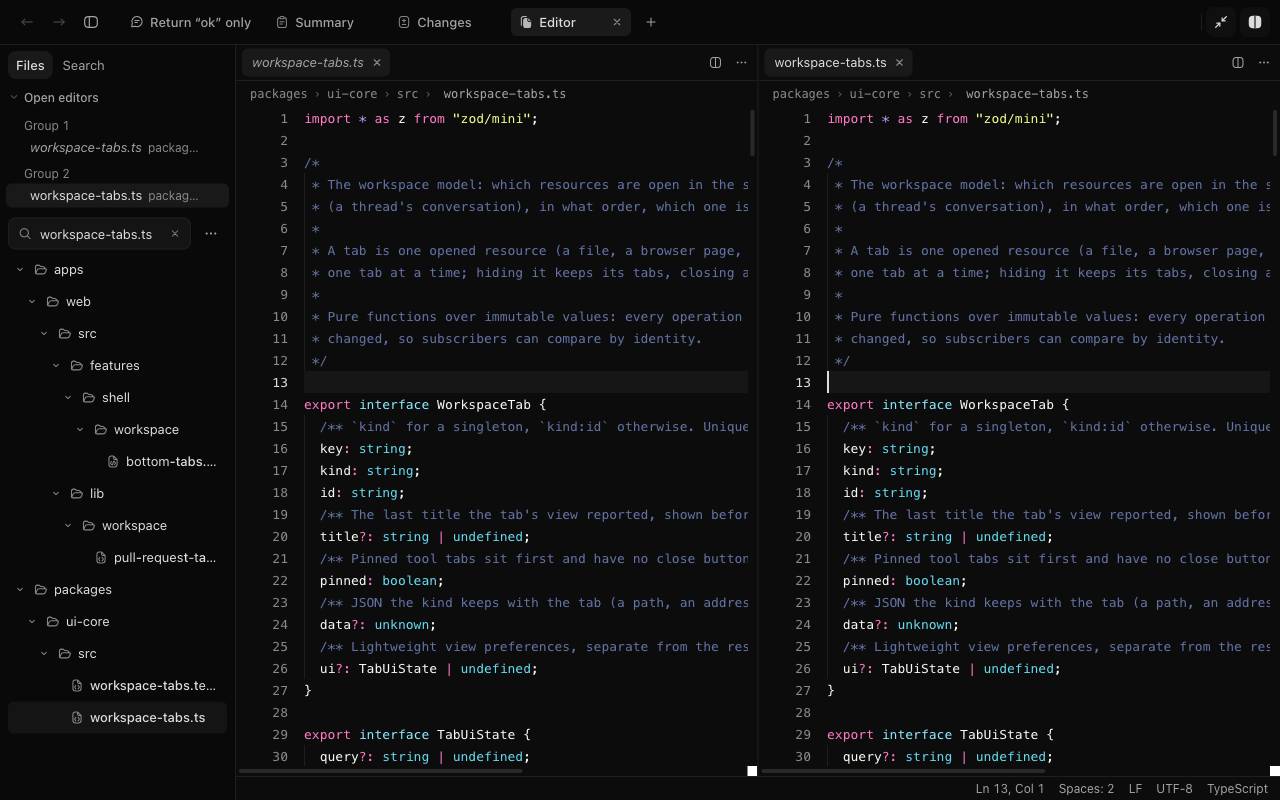 Return “ok” only
Summary
Changes
Editor
Files
Search
Open editors
Group 1
workspace-tabs.ts packag...
Group 2
workspace-tabs.ts packag...
workspace-tabs.ts
apps
web
src
features
shell
workspace
bottom-tabs....
lib
workspace
pull-request-ta...
packages
ui-core
src
workspace-tabs.te...
workspace-tabs.ts
workspace-tabs.ts
packages › ui-core › src › workspace-tabs.ts
1 import * as z from "zod/mini";
2
3 /*
4 * The workspace model: which resources are open in the s
5 * (a thread's conversation), in what order, which one is
6 *
7 * A tab is one opened resource (a file, a browser page,
8 * one tab at a time; hiding it keeps its tabs, closing a
9 *
10 * Pure functions over immutable values: every operation
11 * changed, so subscribers can compare by identity.
12 */
13
14 export interface WorkspaceTab {
15 /** `kind` for a singleton, `kind:id` otherwise. Unique
16 key: string;
17 kind: string;
18 id: string;
19 /** The last title the tab's view reported, shown befor
20 title?: string | undefined;
21 /** Pinned tool tabs sit first and have no close button
22 pinned: boolean;
23 /** JSON the kind keeps with the tab (a path, an addres
24 data?: unknown;
25 /** Lightweight view preferences, separate from the res
26 ui?: TabUiState | undefined;
27 }
28
29 export interface TabUiState {
30 query?: string | undefined;
workspace-tabs.ts
packages › ui-core › src › workspace-tabs.ts
1 import * as z from "zod/mini";
2
3 /*
4 * The workspace model: which resources are open in the s
5 * (a thread's conversation), in what order, which one is
6 *
7 * A tab is one opened resource (a file, a browser page,
8 * one tab at a time; hiding it keeps its tabs, closing a
9 *
10 * Pure functions over immutable values: every operation
11 * changed, so subscribers can compare by identity.
12 */
13
14 export interface WorkspaceTab {
15 /** `kind` for a singleton, `kind:id` otherwise. Unique
16 key: string;
17 kind: string;
18 id: string;
19 /** The last title the tab's view reported, shown befor
20 title?: string | undefined;
21 /** Pinned tool tabs sit first and have no close button
22 pinned: boolean;
23 /** JSON the kind keeps with the tab (a path, an addres
24 data?: unknown;
25 /** Lightweight view preferences, separate from the res
26 ui?: TabUiState | undefined;
27 }
28
29 export interface TabUiState {
30 query?: string | undefined;
Ln 13, Col 1 Spaces: 2 LF UTF-8 TypeScript